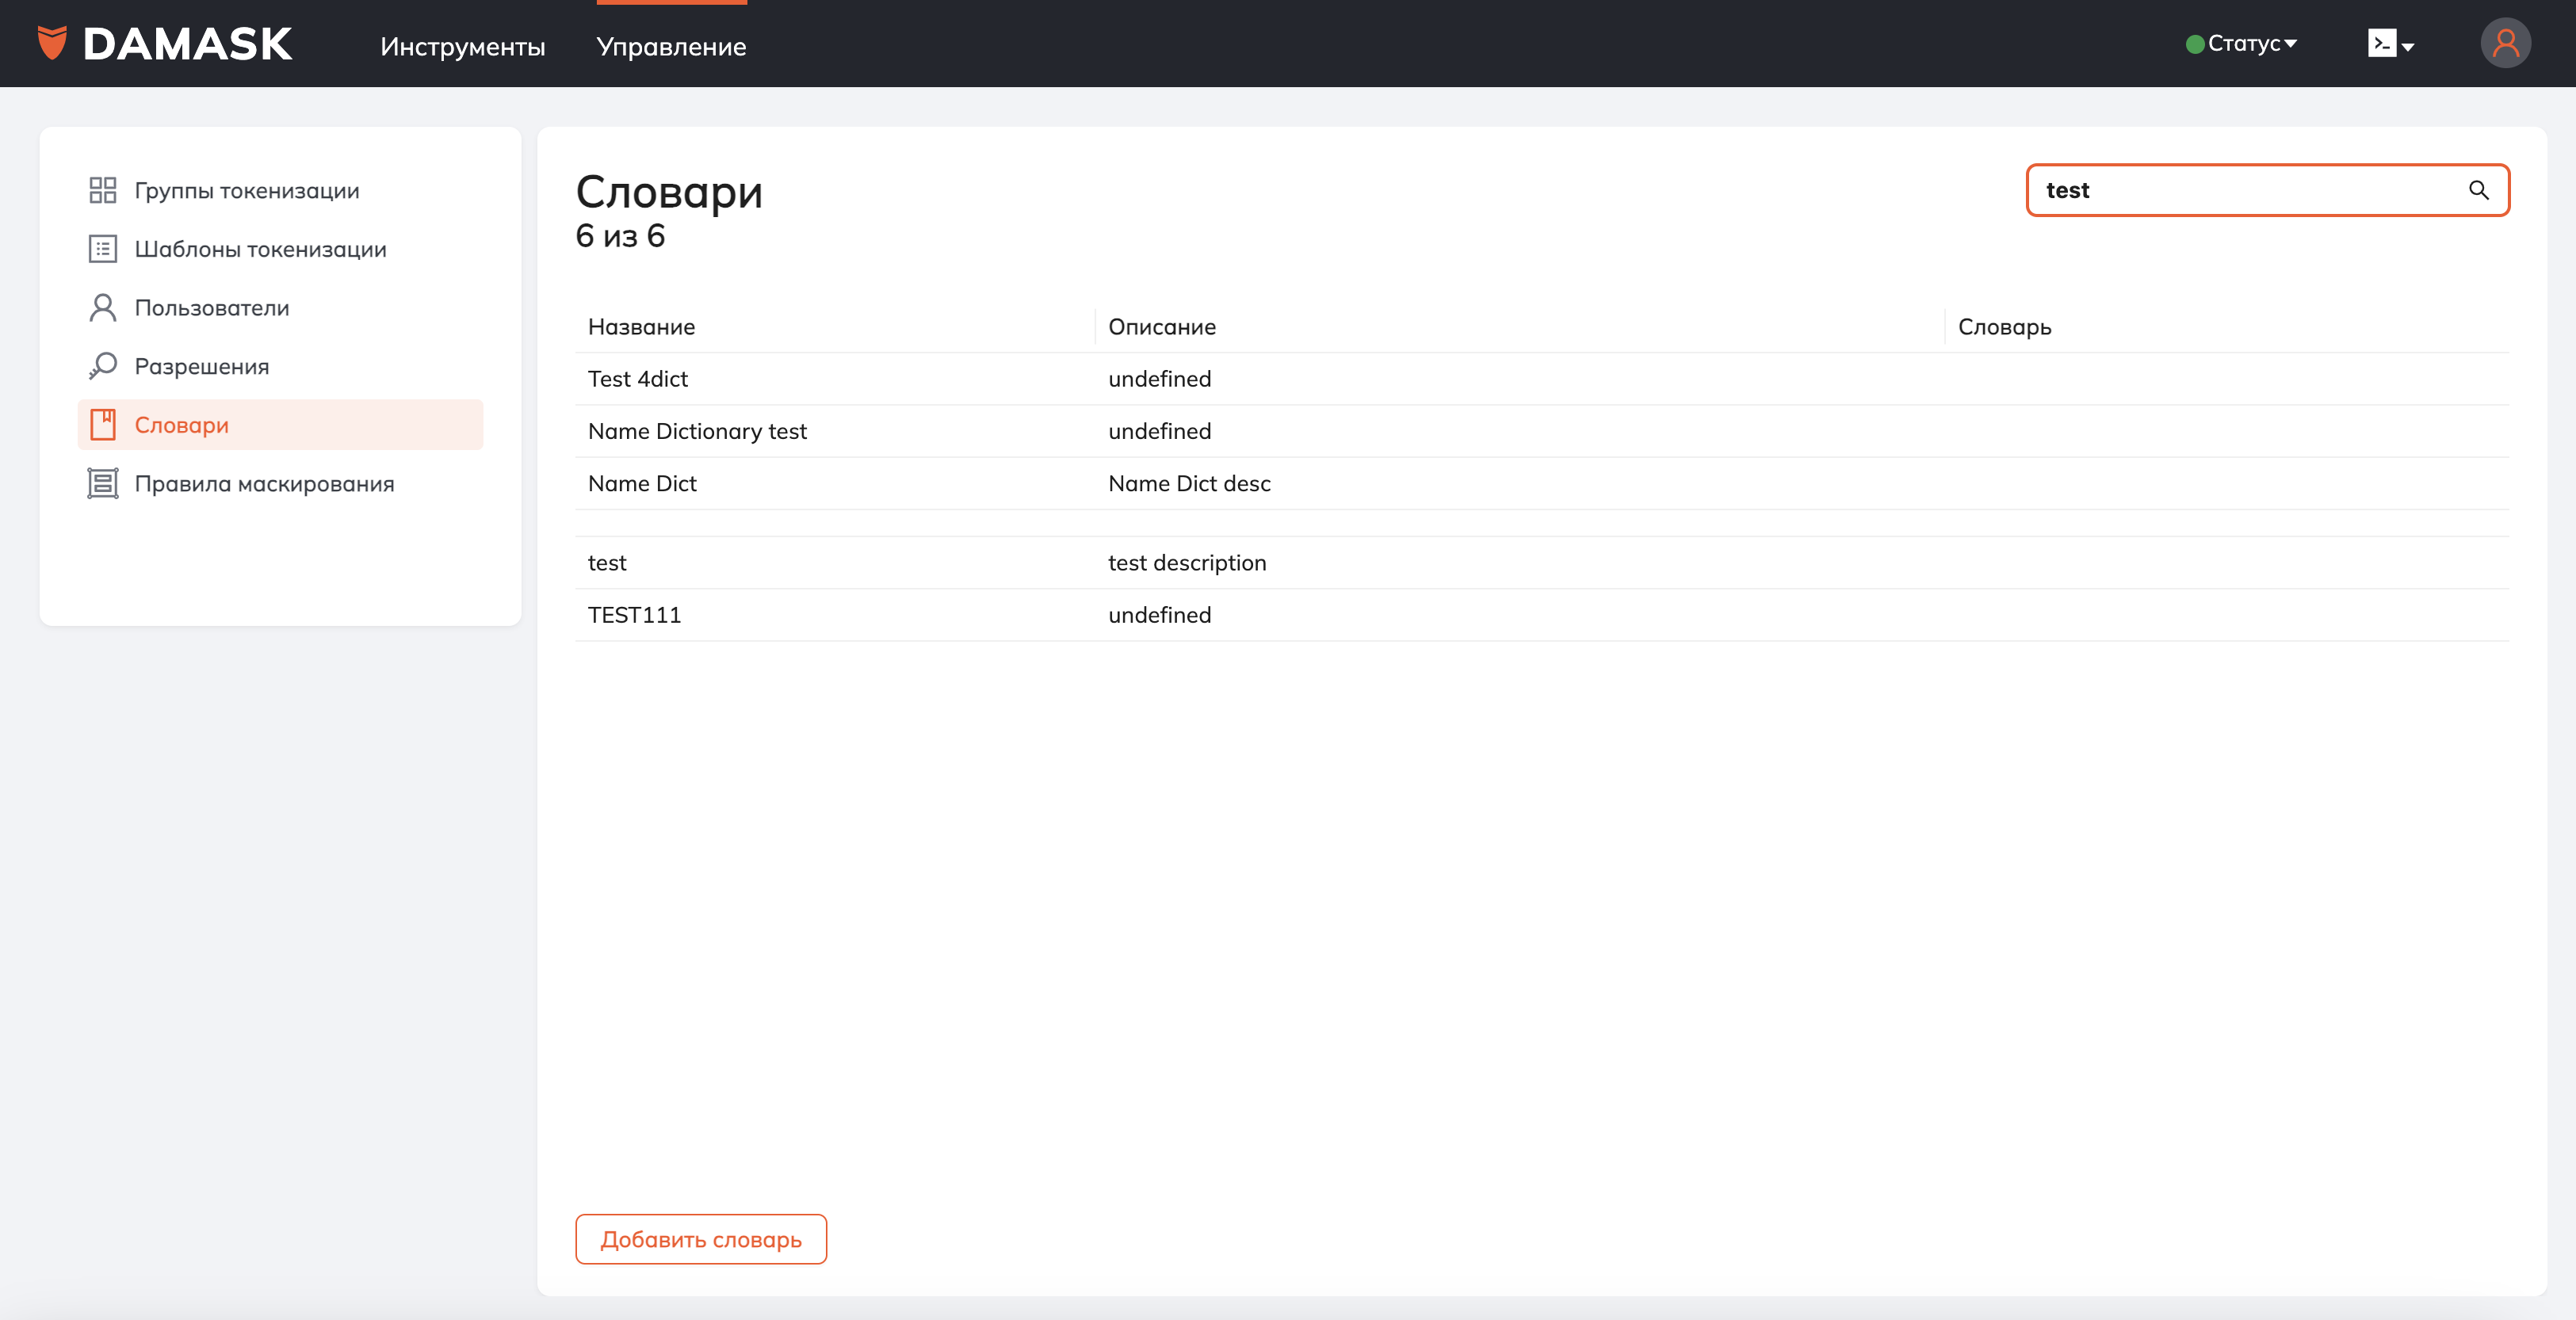 DAMASK
Инструменты
Управление
Статус
Группы токенизации
Шаблоны токенизации
Пользователи
Разрешения
Словари
Правила маскирования
Словари
6 из 6
test
Название Описание Словарь
Test 4dict undefined
Name Dictionary test undefined
Name Dict Name Dict desc
test test description
TEST111 undefined
Добавить словарь